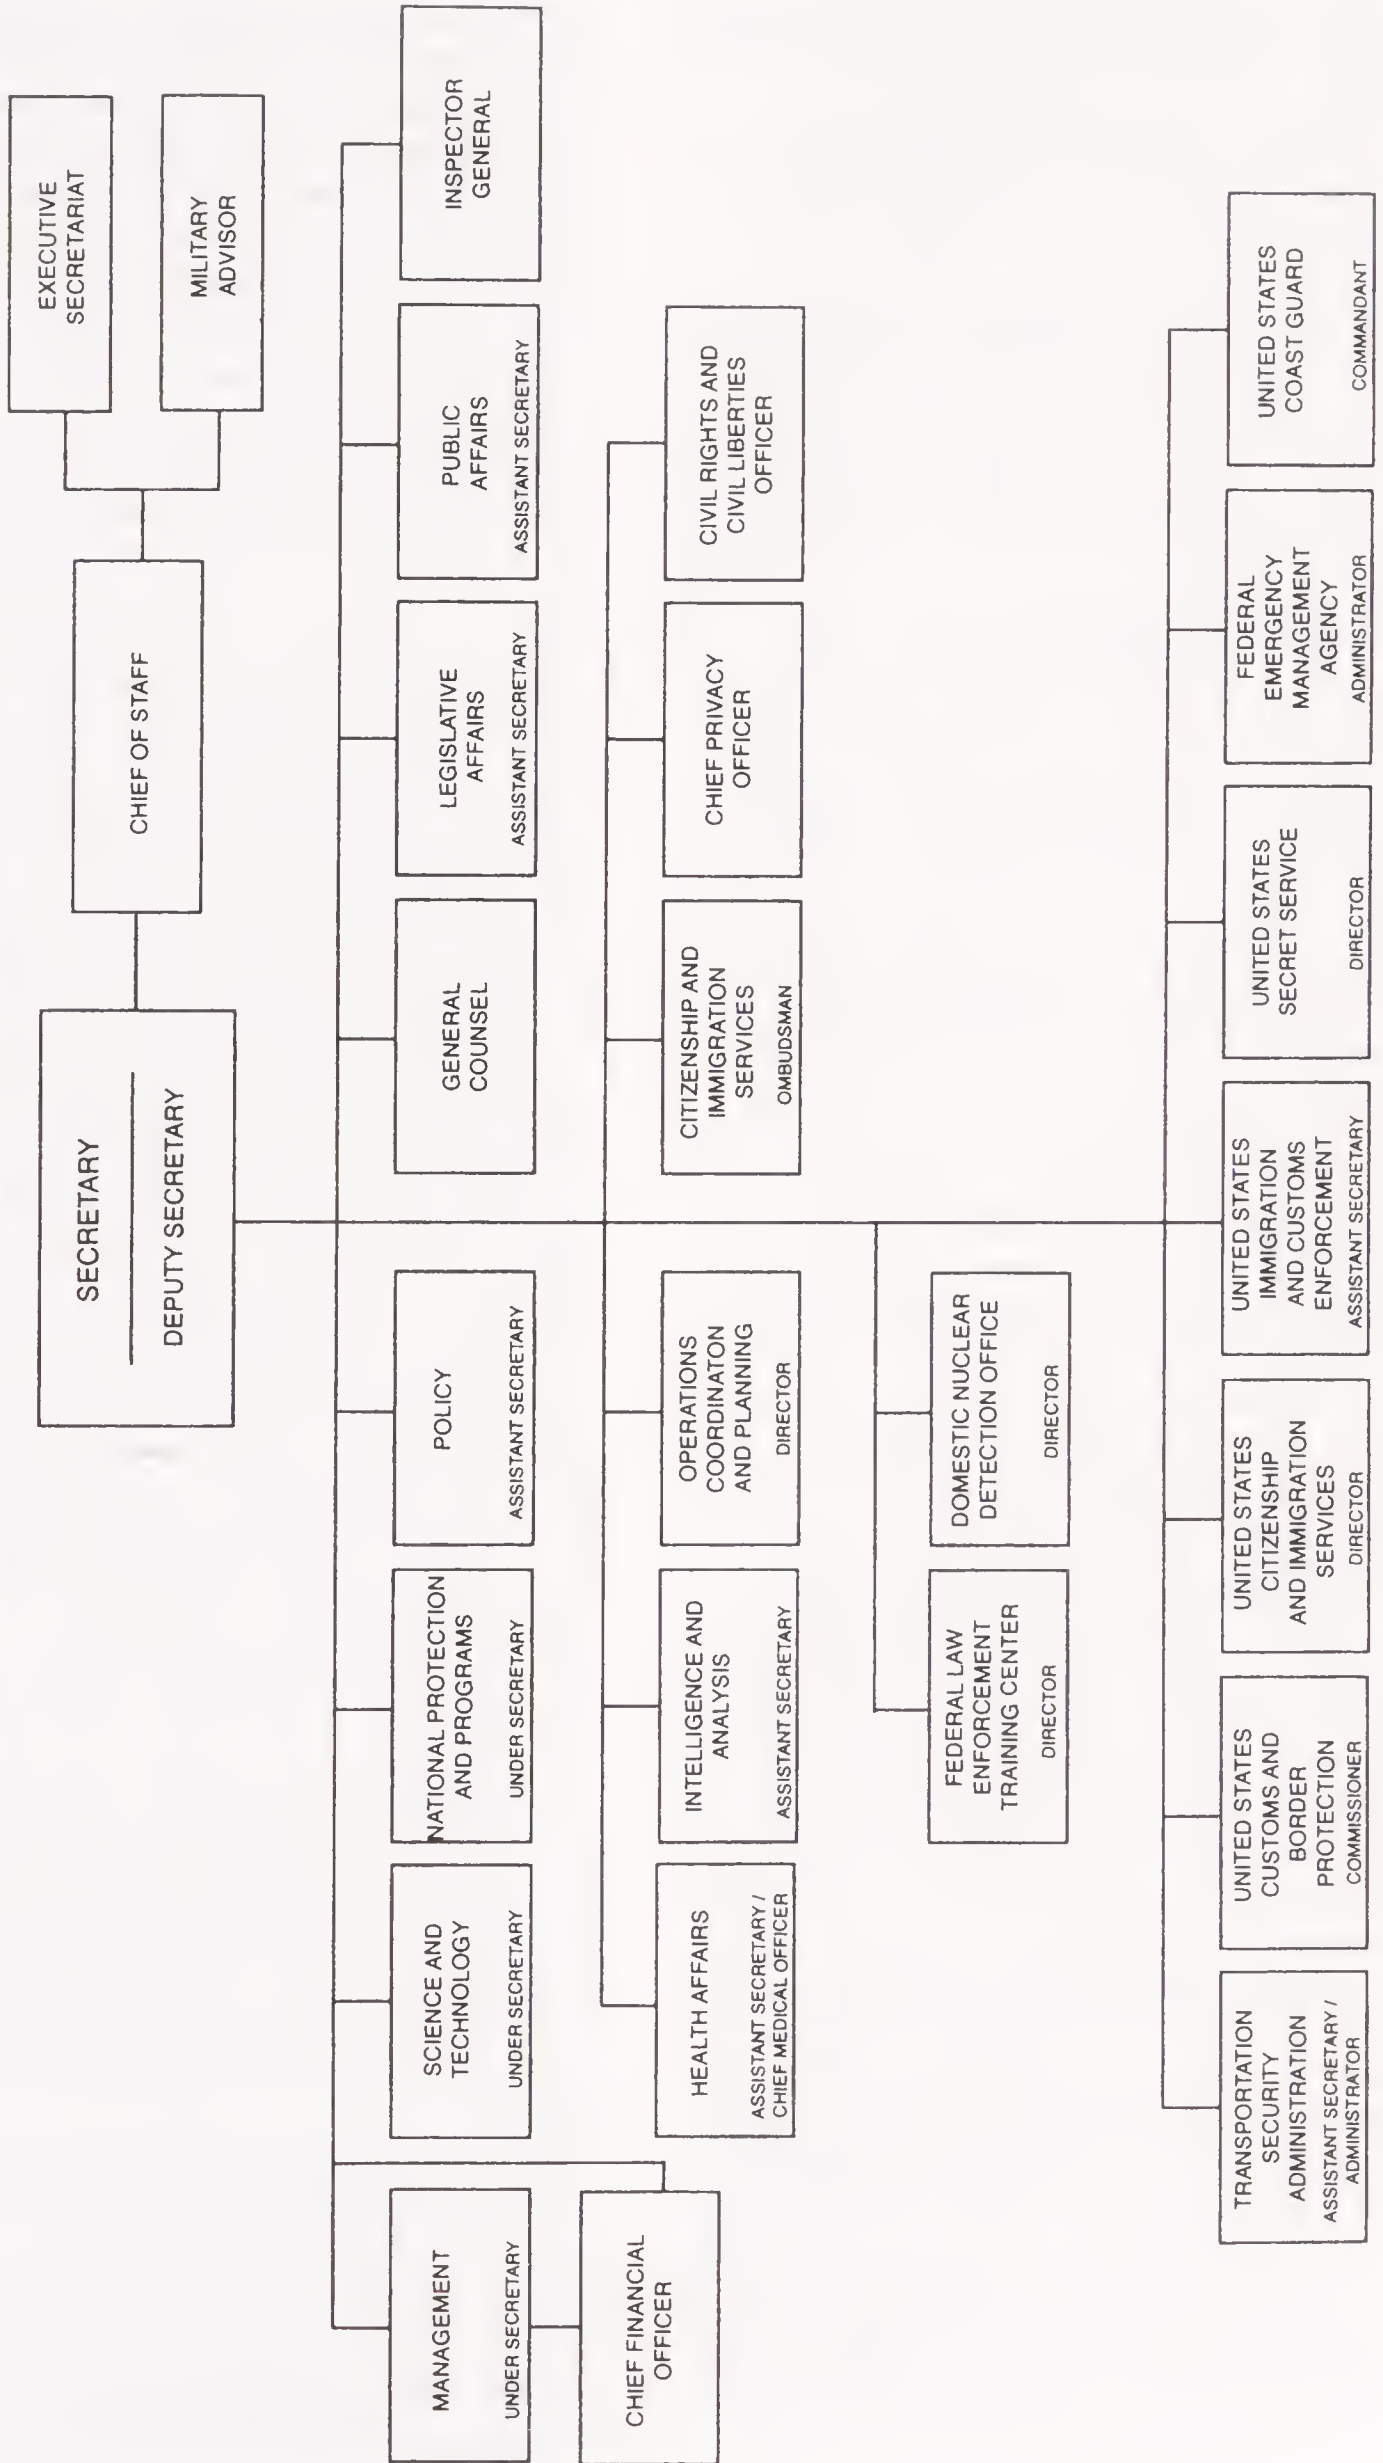 SECRETARY
DEPUTY SECRETARY
CHIEF OF STAFF
EXECUTIVE
SECRETARIAT
MILITARY
ADVISOR
MANAGEMENT
UNDER SECRETARY
CHIEF FINANCIAL
OFFICER
SCIENCE AND
TECHNOLOGY
UNDER SECRETARY
NATIONAL PROTECTION
AND PROGRAMS
UNDER SECRETARY
POLICY
ASSISTANT SECRETARY
GENERAL
COUNSEL
LEGISLATIVE
AFFAIRS
ASSISTANT SECRETARY
PUBLIC
AFFAIRS
ASSISTANT SECRETARY
INSPECTOR
GENERAL
HEALTH AFFAIRS
ASSISTANT SECRETARY /
CHIEF MEDICAL OFFICER
INTELLIGENCE AND
ANALYSIS
ASSISTANT SECRETARY
OPERATIONS
COORDINATON
AND PLANNING
DIRECTOR
CITIZENSHIP AND
IMMIGRATION
SERVICES
OMBUDSMAN
CHIEF PRIVACY
OFFICER
CIVIL RIGHTS AND
CIVIL LIBERTIES
OFFICER
FEDERAL LAW
ENFORCEMENT
TRAINING CENTER
DIRECTOR
DOMESTIC NUCLEAR
DETECTION OFFICE
DIRECTOR
TRANSPORTATION
SECURITY
ADMINISTRATION
ASSISTANT SECRETARY /
ADMINISTRATOR
UNITED STATES
CUSTOMS AND
BORDER
PROTECTION
COMMISSIONER
UNITED STATES
CITIZENSHIP
AND IMMIGRATION
SERVICES
DIRECTOR
UNITED STATES
IMMIGRATION
AND CUSTOMS
ENFORCEMENT
ASSISTANT SECRETARY
UNITED STATES
SECRET SERVICE
DIRECTOR
FEDERAL
EMERGENCY
MANAGEMENT
AGENCY
ADMINISTRATOR
UNITED STATES
COAST GUARD
COMMANDANT